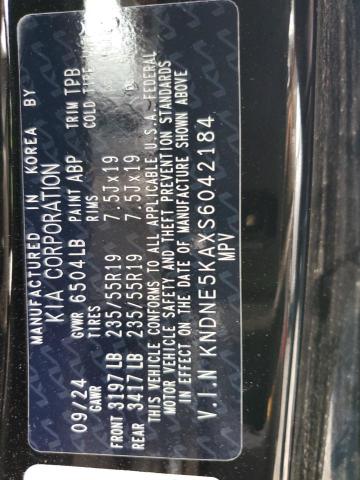 MANUFACTURED IN KOREA BY
KIA CORPORATION
09/24 GVWR 6504LB PAINT ABP TRIM TPB
GAWR TIRES RIMS COLD TIRE
FRONT 3197LB 235/55R19 7.5Jx19
REAR 3417LB 235/55R19 7.5Jx19
THIS VEHICLE CONFORMS TO ALL APPLICABLE U.S.A. FEDERAL
MOTOR VEHICLE SAFETY AND THEFT PREVENTION STANDARDS
IN EFFECT ON THE DATE OF MANUFACTURE SHOWN ABOVE
V.I.N KNDNE5KAXS6042184
MPV